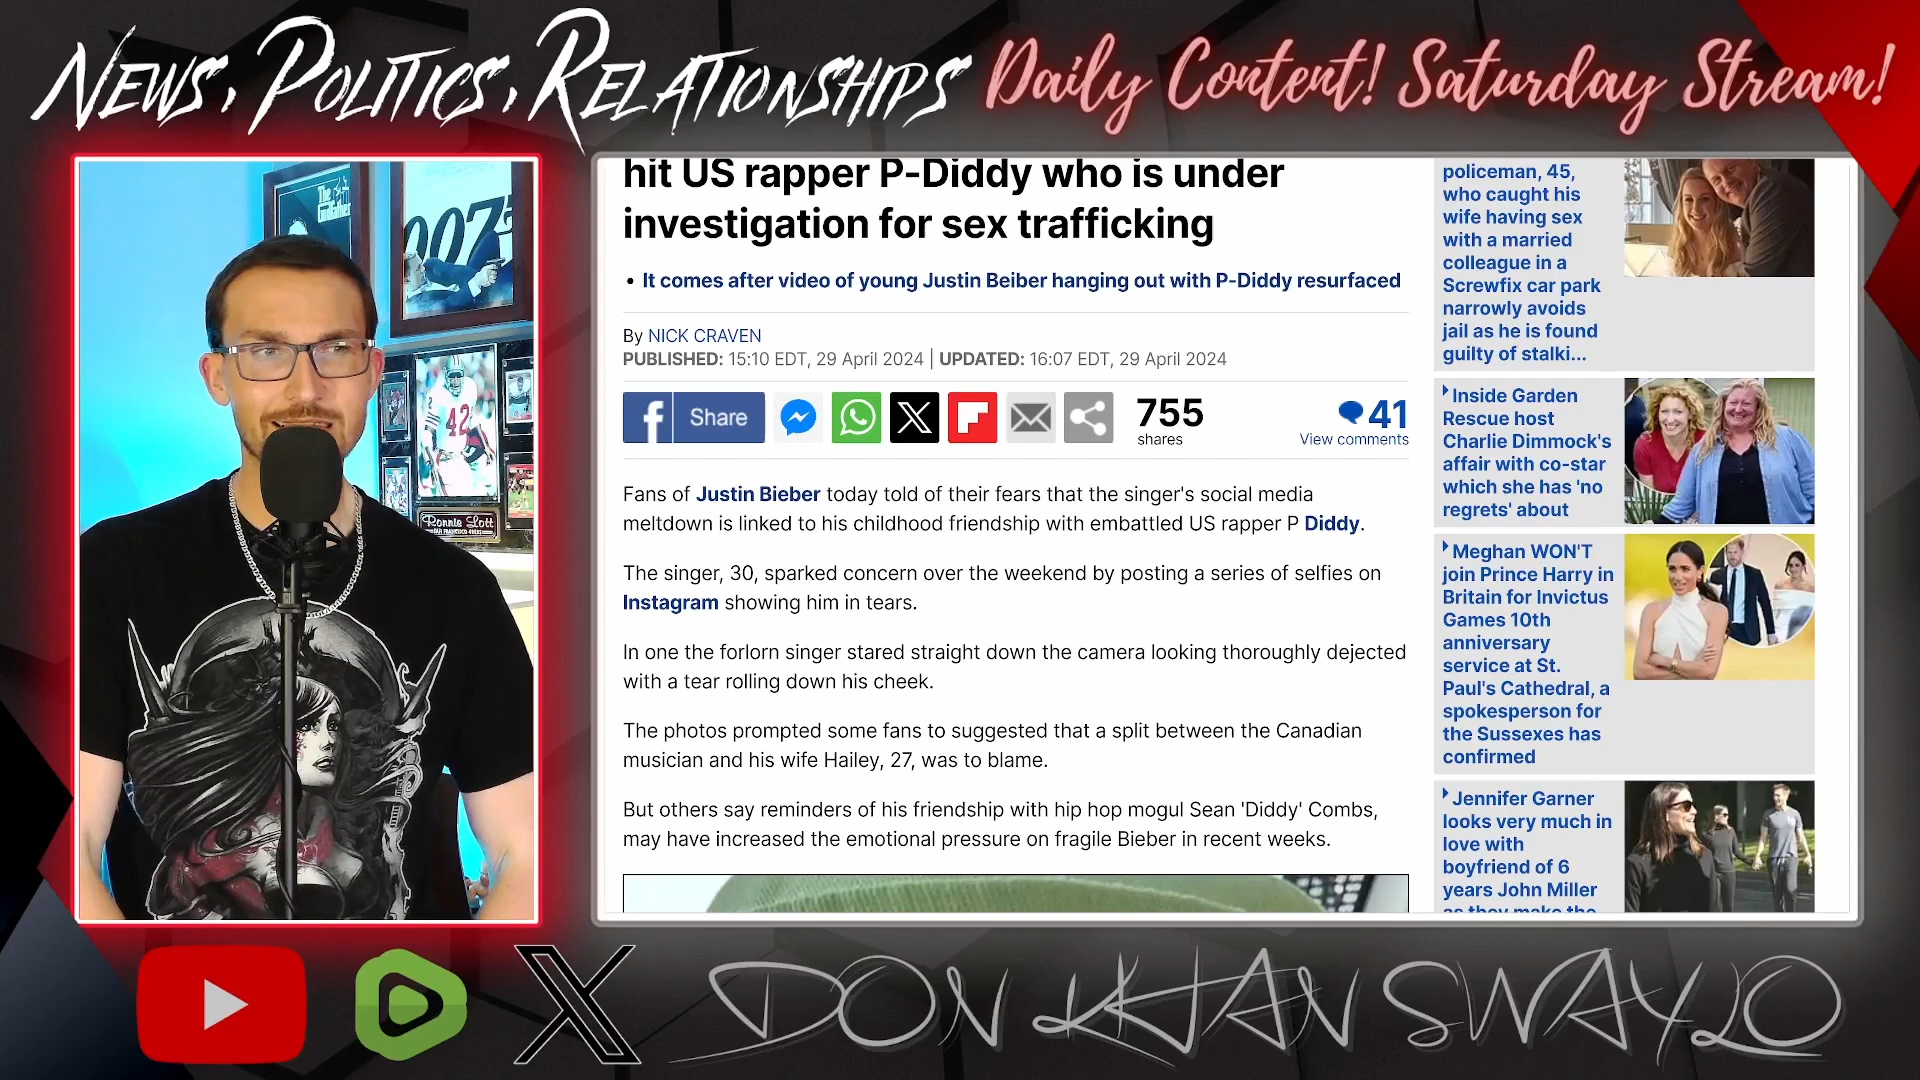 NEWS, POLITICS, RELATIONSHIPS Daily Content! Saturday Stream!
The
Godfather
007
42
Ronnie Lott
SAN FRANCISCO 49ERS
hit US rapper P-Diddy who is under
investigation for sex trafficking
• It comes after video of young Justin Beiber hanging out with P-Diddy resurfaced
By NICK CRAVEN
PUBLISHED: 15:10 EDT, 29 April 2024 | UPDATED: 16:07 EDT, 29 April 2024
f Share
755
shares
41
View comments
Fans of Justin Bieber today told of their fears that the singer's social media
meltdown is linked to his childhood friendship with embattled US rapper P Diddy.
The singer, 30, sparked concern over the weekend by posting a series of selfies on
Instagram showing him in tears.
In one the forlorn singer stared straight down the camera looking thoroughly dejected
with a tear rolling down his cheek.
The photos prompted some fans to suggested that a split between the Canadian
musician and his wife Hailey, 27, was to blame.
But others say reminders of his friendship with hip hop mogul Sean 'Diddy' Combs,
may have increased the emotional pressure on fragile Bieber in recent weeks.
policeman, 45,
who caught his
wife having sex
with a married
colleague in a
Screwfix car park
narrowly avoids
jail as he is found
guilty of stalki...
Inside Garden
Rescue host
Charlie Dimmock's
affair with co-star
which she has 'no
regrets' about
Meghan WON'T
join Prince Harry in
Britain for Invictus
Games 10th
anniversary
service at St.
Paul's Cathedral, a
spokesperson for
the Sussexes has
confirmed
Jennifer Garner
looks very much in
love with
boyfriend of 6
years John Miller
as they make the
X DON KHAN SWAYLO